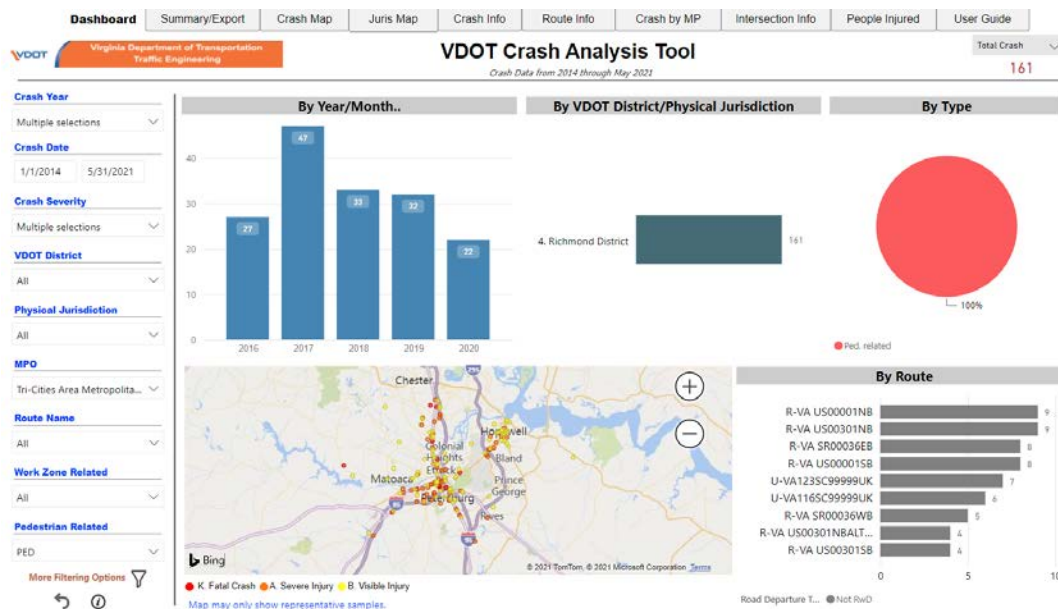 Dashboard
Summary/Export
Crash Map
Juris Map
Crash Info
Route Info
Crash by MP
Intersection Info
People Injured
User Guide
VDOT
Virginia Department of Transportation
Traffic Engineering
VDOT Crash Analysis Tool
Crash Data from 2014 through May 2021
Total Crash
161
Crash Year
Multiple selections
Crash Date
1/1/2014 5/31/2021
Crash Severity
Multiple selections
VDOT District
All
Physical Jurisdiction
All
MPO
Tri-Cities Area Metropolita...
Route Name
All
Work Zone Related
All
Pedestrian Related
PED
More Filtering Options
By Year/Month..
40
30
20
10
0
27
47
33
32
22
2016 2017 2018 2019 2020
By VDOT District/Physical Jurisdiction
4. Richmond District
161
By Type
100%
Ped. related
Chester
295
Hopewell
Colonial
Heights
Ettrick
Bland
Matoaca
Prince
George
Petersburg
85
Rives
95
Bing
© 2021 TomTom, © 2021 Microsoft Corporation Terms
K. Fatal Crash A. Severe Injury B. Visible Injury
Map may only show representative samples.
By Route
R-VA US00001NB 9
R-VA US00301NB 9
R-VA SR00036EB 8
R-VA US00001SB 8
U-VA123SC99999UK 7
U-VA116SC99999UK 6
R-VA SR00036WB 5
R-VA US00301NBALT... 4
R-VA US00301SB 4
0 5 10
Road Departure T... Not RwD